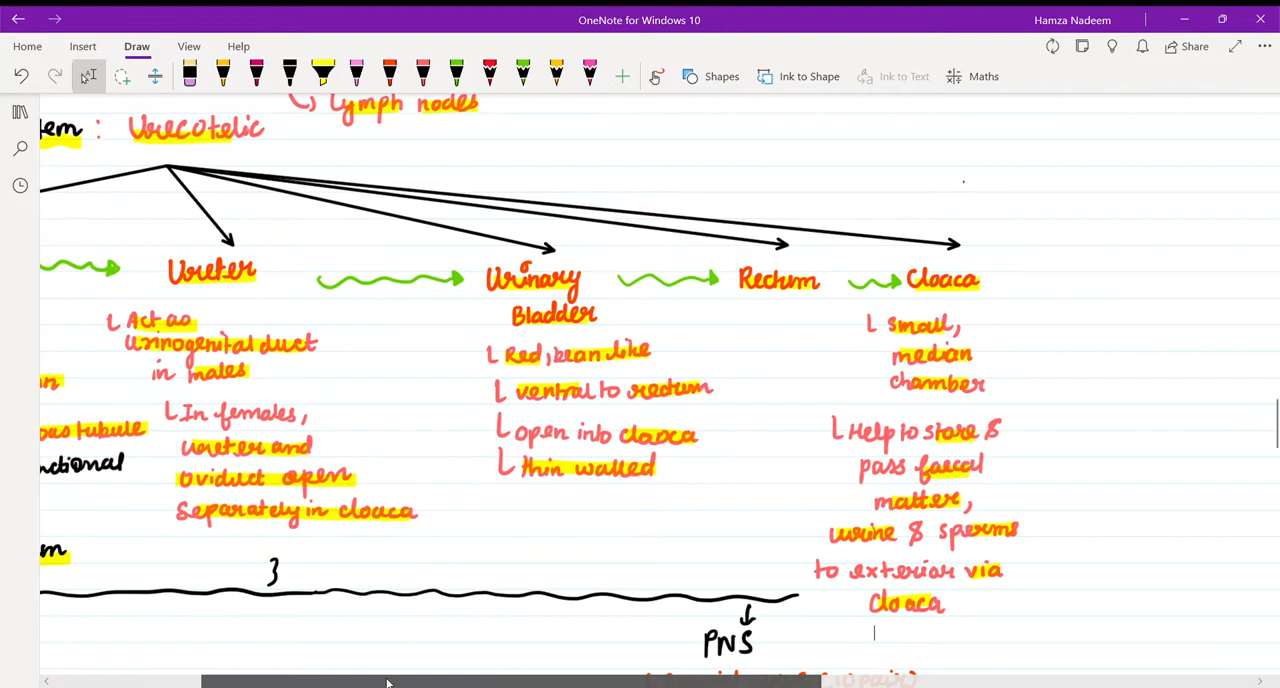 OneNote for Windows 10
Hamza Nadeem
Home Insert Draw View Help
Share
Shapes
Ink to Shape
Ink to Text
Maths
↳ Lymph nodes
tem : Urecotelic
Ureter
Urinary
Bladder
Rectum
Cloaca
Act as
urinogenital duct
in males
In females,
ureter and
oviduct open
Separately in cloaca
Red, bean like
ventral to rectum
open into cloaca
thin walled
small,
median
chamber
Help to store &
pass faecal
matter,
urine & sperms
to exterior via
Cloaca
ous tubule
nctional
3
PNS